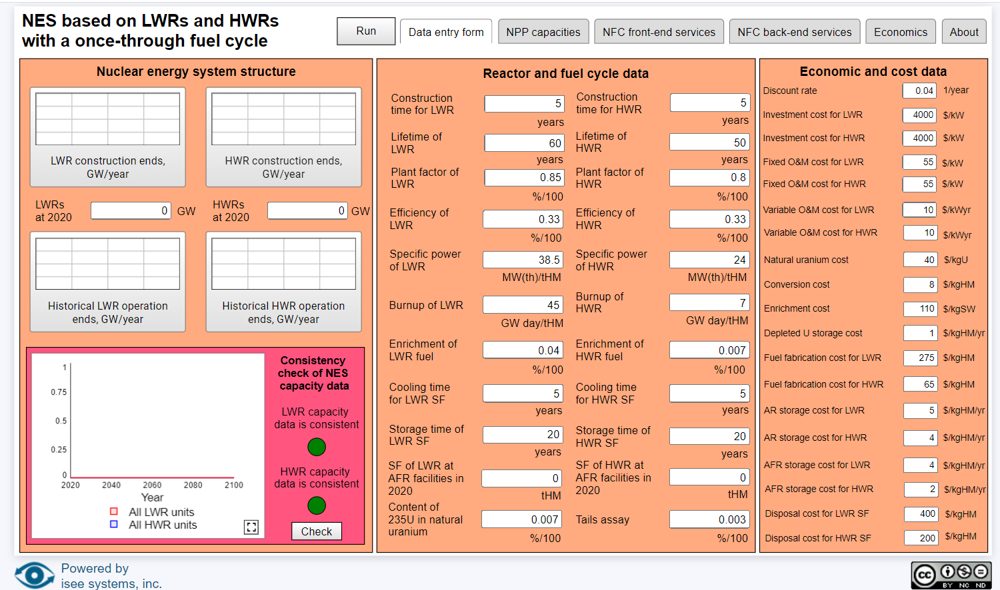 NES based on LWRs and HWRs
with a once-through fuel cycle
Run
Data entry form
NPP capacities
NFC front-end services
NFC back-end services
Economics
About
Nuclear energy system structure
LWR construction ends,
GW/year
HWR construction ends,
GW/year
LWRs
at 2020
0 GW
HWRs
at 2020
0 GW
Historical LWR operation
ends, GW/year
Historical HWR operation
ends, GW/year
1
0.75
0.5
0.25
0
2020 2040 2060 2080 2100
Year
All LWR units
All HWR units
Consistency
check of NES
capacity data
LWR capacity
data is consistent
HWR capacity
data is consistent
Check
Reactor and fuel cycle data
Construction
time for LWR
5
years
Construction
time for HWR
5
years
Lifetime of
LWR
60
years
Lifetime of
HWR
50
years
Plant factor of
LWR
0.85
%/100
Plant factor of
HWR
0.8
%/100
Efficiency of
LWR
0.33
%/100
Efficiency of
HWR
0.33
%/100
Specific power
of LWR
38.5
MW(th)/tHM
Specific power
of HWR
24
MW(th)/tHM
Burnup of LWR
45
GW day/tHM
Burnup of
HWR
7
GW day/tHM
Enrichment of
LWR fuel
0.04
%/100
Enrichment of
HWR fuel
0.007
%/100
Cooling time
for LWR SF
5
years
Cooling time
for HWR SF
5
years
Storage time of
LWR SF
20
years
Storage time of
HWR SF
20
years
SF of LWR at
AFR facilities in
2020
0
tHM
SF of HWR at
AFR facilities in
2020
0
tHM
Content of
235U in natural
uranium
0.007
%/100
Tails assay
0.003
%/100
Economic and cost data
Discount rate 0.04 1/year
Investment cost for LWR 4000 $/kW
Investment cost for HWR 4000 $/kW
Fixed O&M cost for LWR 55 $/kW
Fixed O&M cost for HWR 55 $/kW
Variable O&M cost for LWR 10 $/kWyr
Variable O&M cost for HWR 10 $/kWyr
Natural uranium cost 40 $/kgU
Conversion cost 8 $/kgHM
Enrichment cost 110 $/kgSW
Depleted U storage cost 1 $/kgHM/yr
Fuel fabrication cost for LWR 275 $/kgHM
Fuel fabrication cost for HWR 65 $/kgHM
AR storage cost for LWR 5 $/kgHM/yr
AR storage cost for HWR 4 $/kgHM/yr
AFR storage cost for LWR 4 $/kgHM/yr
AFR storage cost for HWR 2 $/kgHM/yr
Disposal cost for LWR SF 400 $/kgHM
Disposal cost for HWR SF 200 $/kgHM
Powered by
isee systems, inc.
cc
BY NC ND